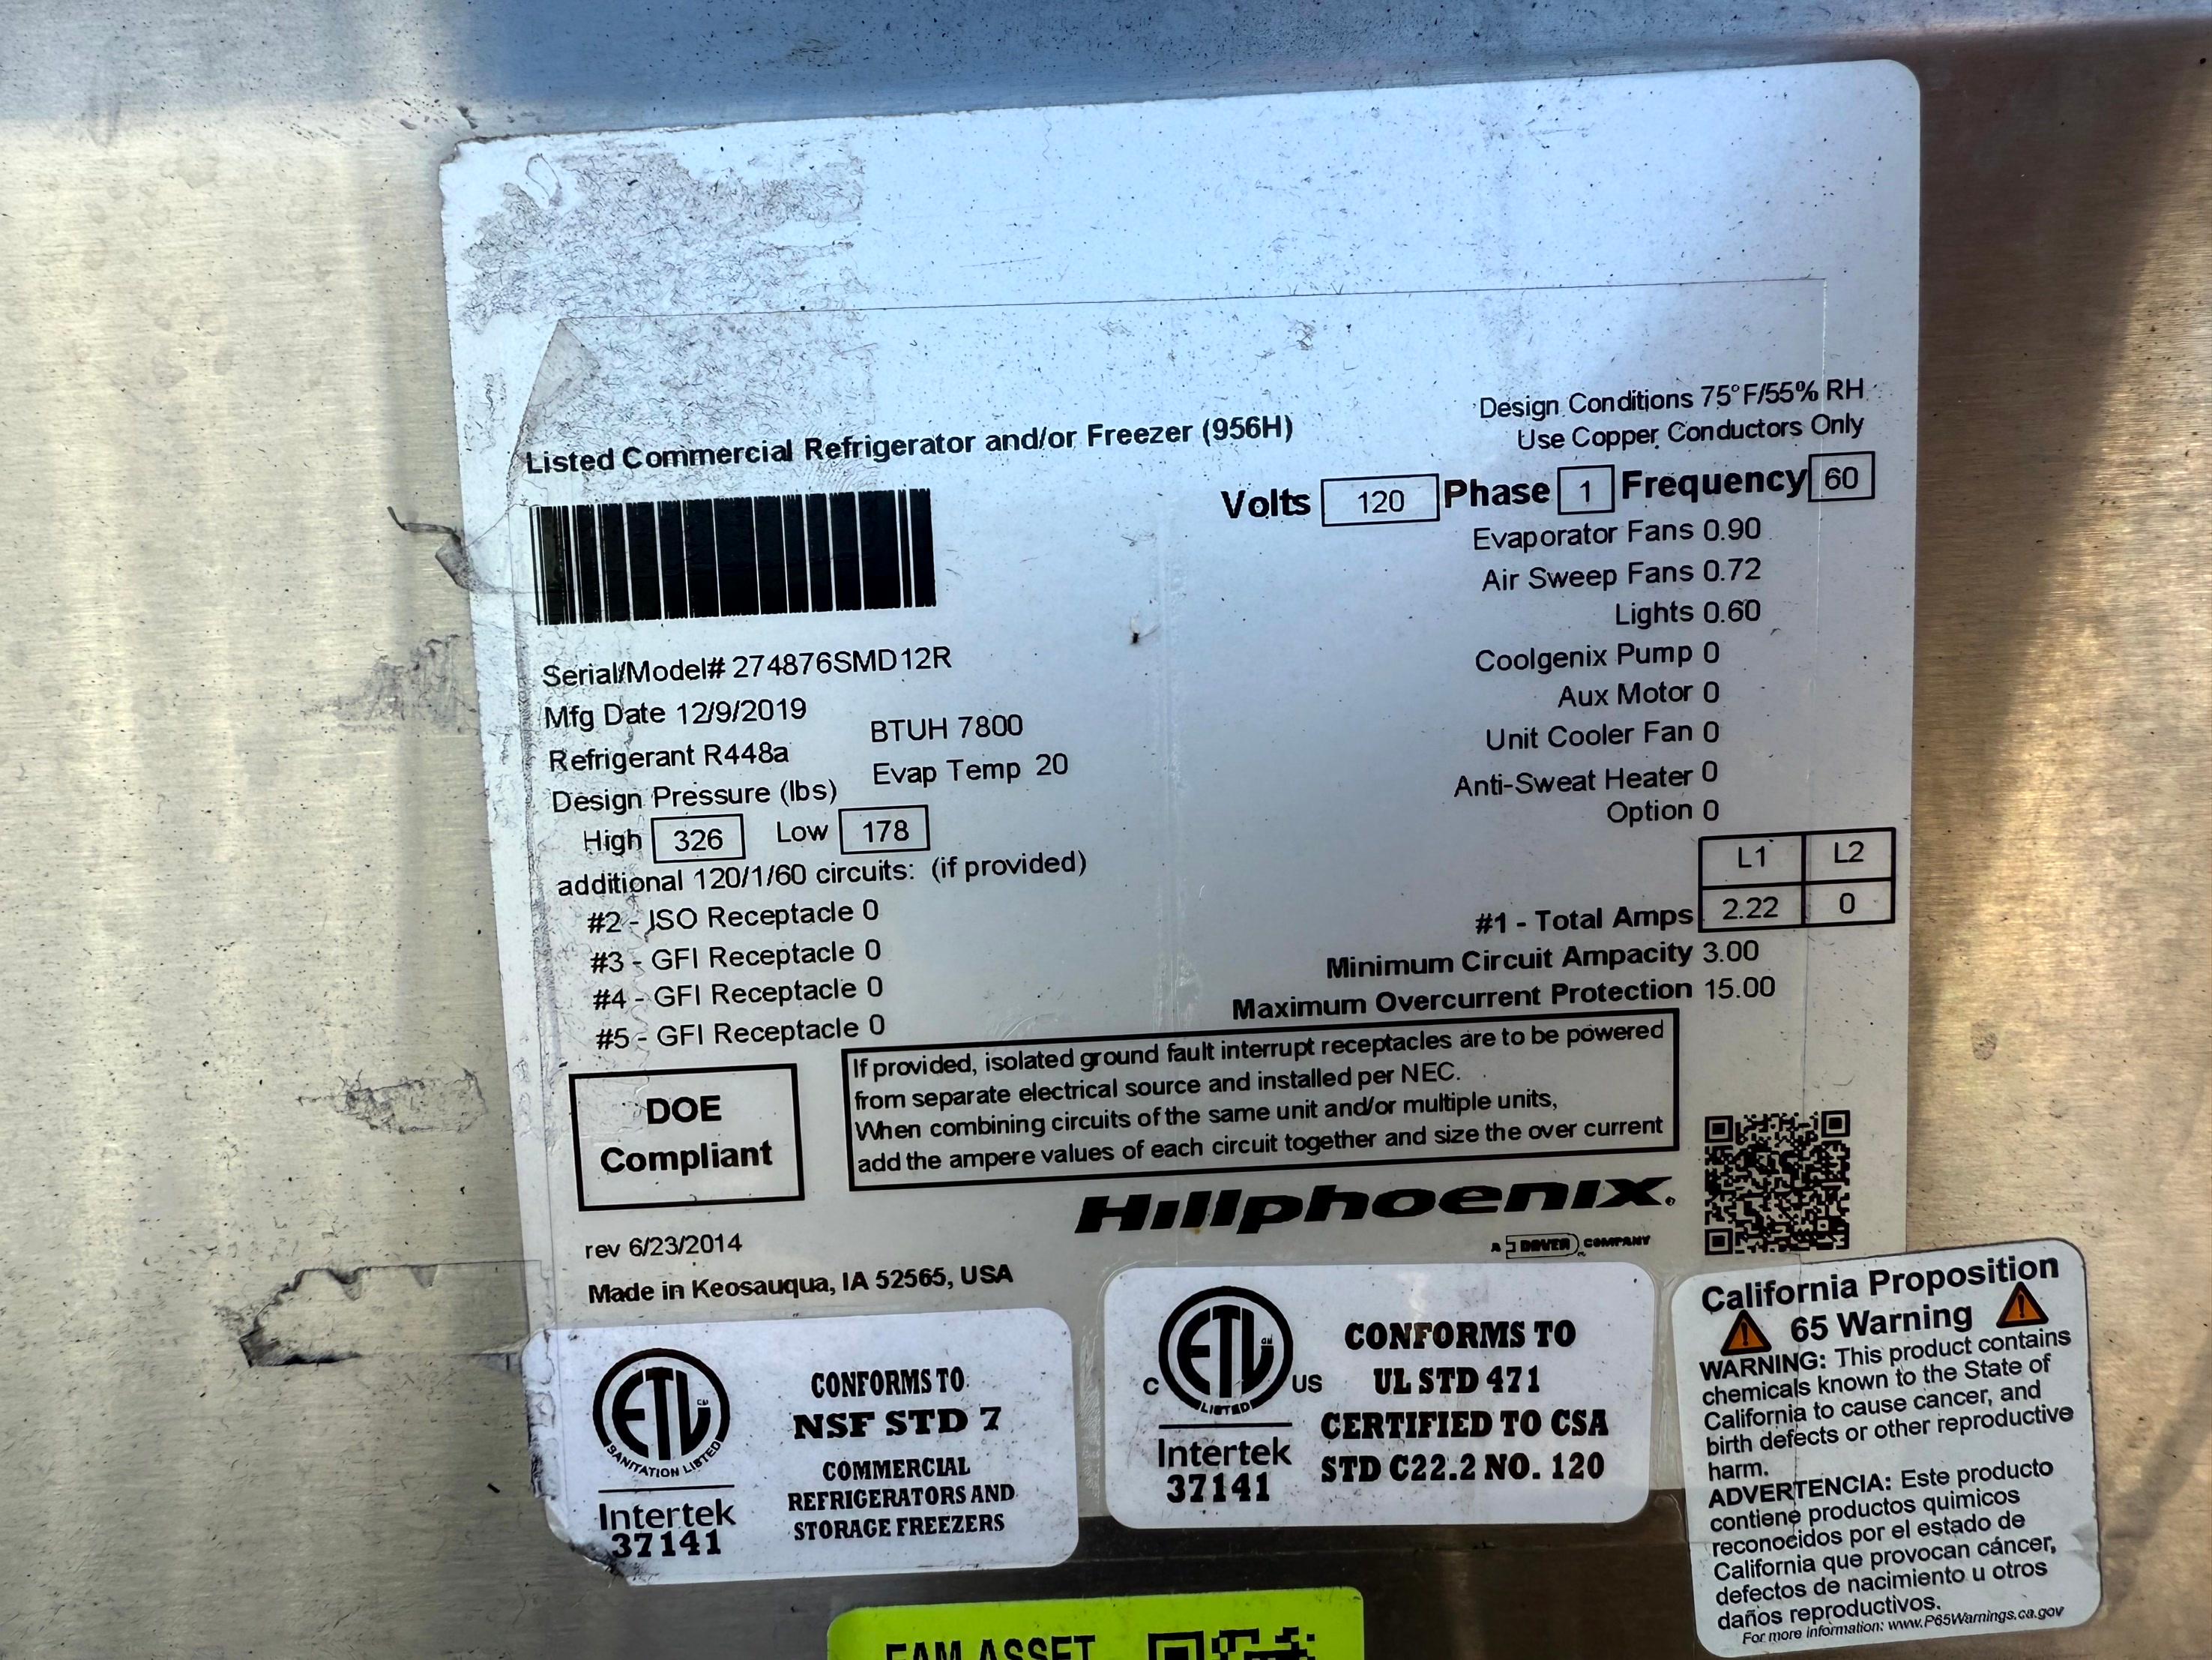 Design Conditions 75°F/55% RH
Use Copper Conductors Only
Listed Commercial Refrigerator and/or Freezer (956H)
Volts 120 Phase 1 Frequency 60
Evaporator Fans 0.90
Air Sweep Fans 0.72
Lights 0.60
Coolgenix Pump 0
Aux Motor 0
Unit Cooler Fan 0
Anti-Sweat Heater 0
Option 0
L1 L2
#1 - Total Amps 2.22 0
Minimum Circuit Ampacity 3.00
Maximum Overcurrent Protection 15.00
Serial/Model# 274876SMD12R
Mfg Date 12/9/2019
BTUH 7800
Refrigerant R448a
Evap Temp 20
Design Pressure (lbs)
High 326 Low 178
additional 120/1/60 circuits: (if provided)
#2 - ISO Receptacle 0
#3 - GFI Receptacle 0
#4 - GFI Receptacle 0
#5 - GFI Receptacle 0
DOE
Compliant
If provided, isolated ground fault interrupt receptacles are to be powered
from separate electrical source and installed per NEC.
When combining circuits of the same unit and/or multiple units,
add the ampere values of each circuit together and size the over current
Hillphoenix®
A DOVER COMPANY
rev 6/23/2014
Made in Keosauqua, IA 52565, USA
ETL
SANITATION LISTED
Intertek
37141
CONFORMS TO
NSF STD 7
COMMERCIAL
REFRIGERATORS AND
STORAGE FREEZERS
C ETL US
LISTED
Intertek
37141
CONFORMS TO
UL STD 471
CERTIFIED TO CSA
STD C22.2 NO. 120
California Proposition
65 Warning
WARNING: This product contains
chemicals known to the State of
California to cause cancer, and
birth defects or other reproductive
harm.
ADVERTENCIA: Este producto
contiene productos quimicos
reconocidos por el estado de
California que provocan cáncer,
defectos de nacimiento u otros
daños reproductivos.
For more information: www.P65Warnings.ca.gov
FAM ASSET